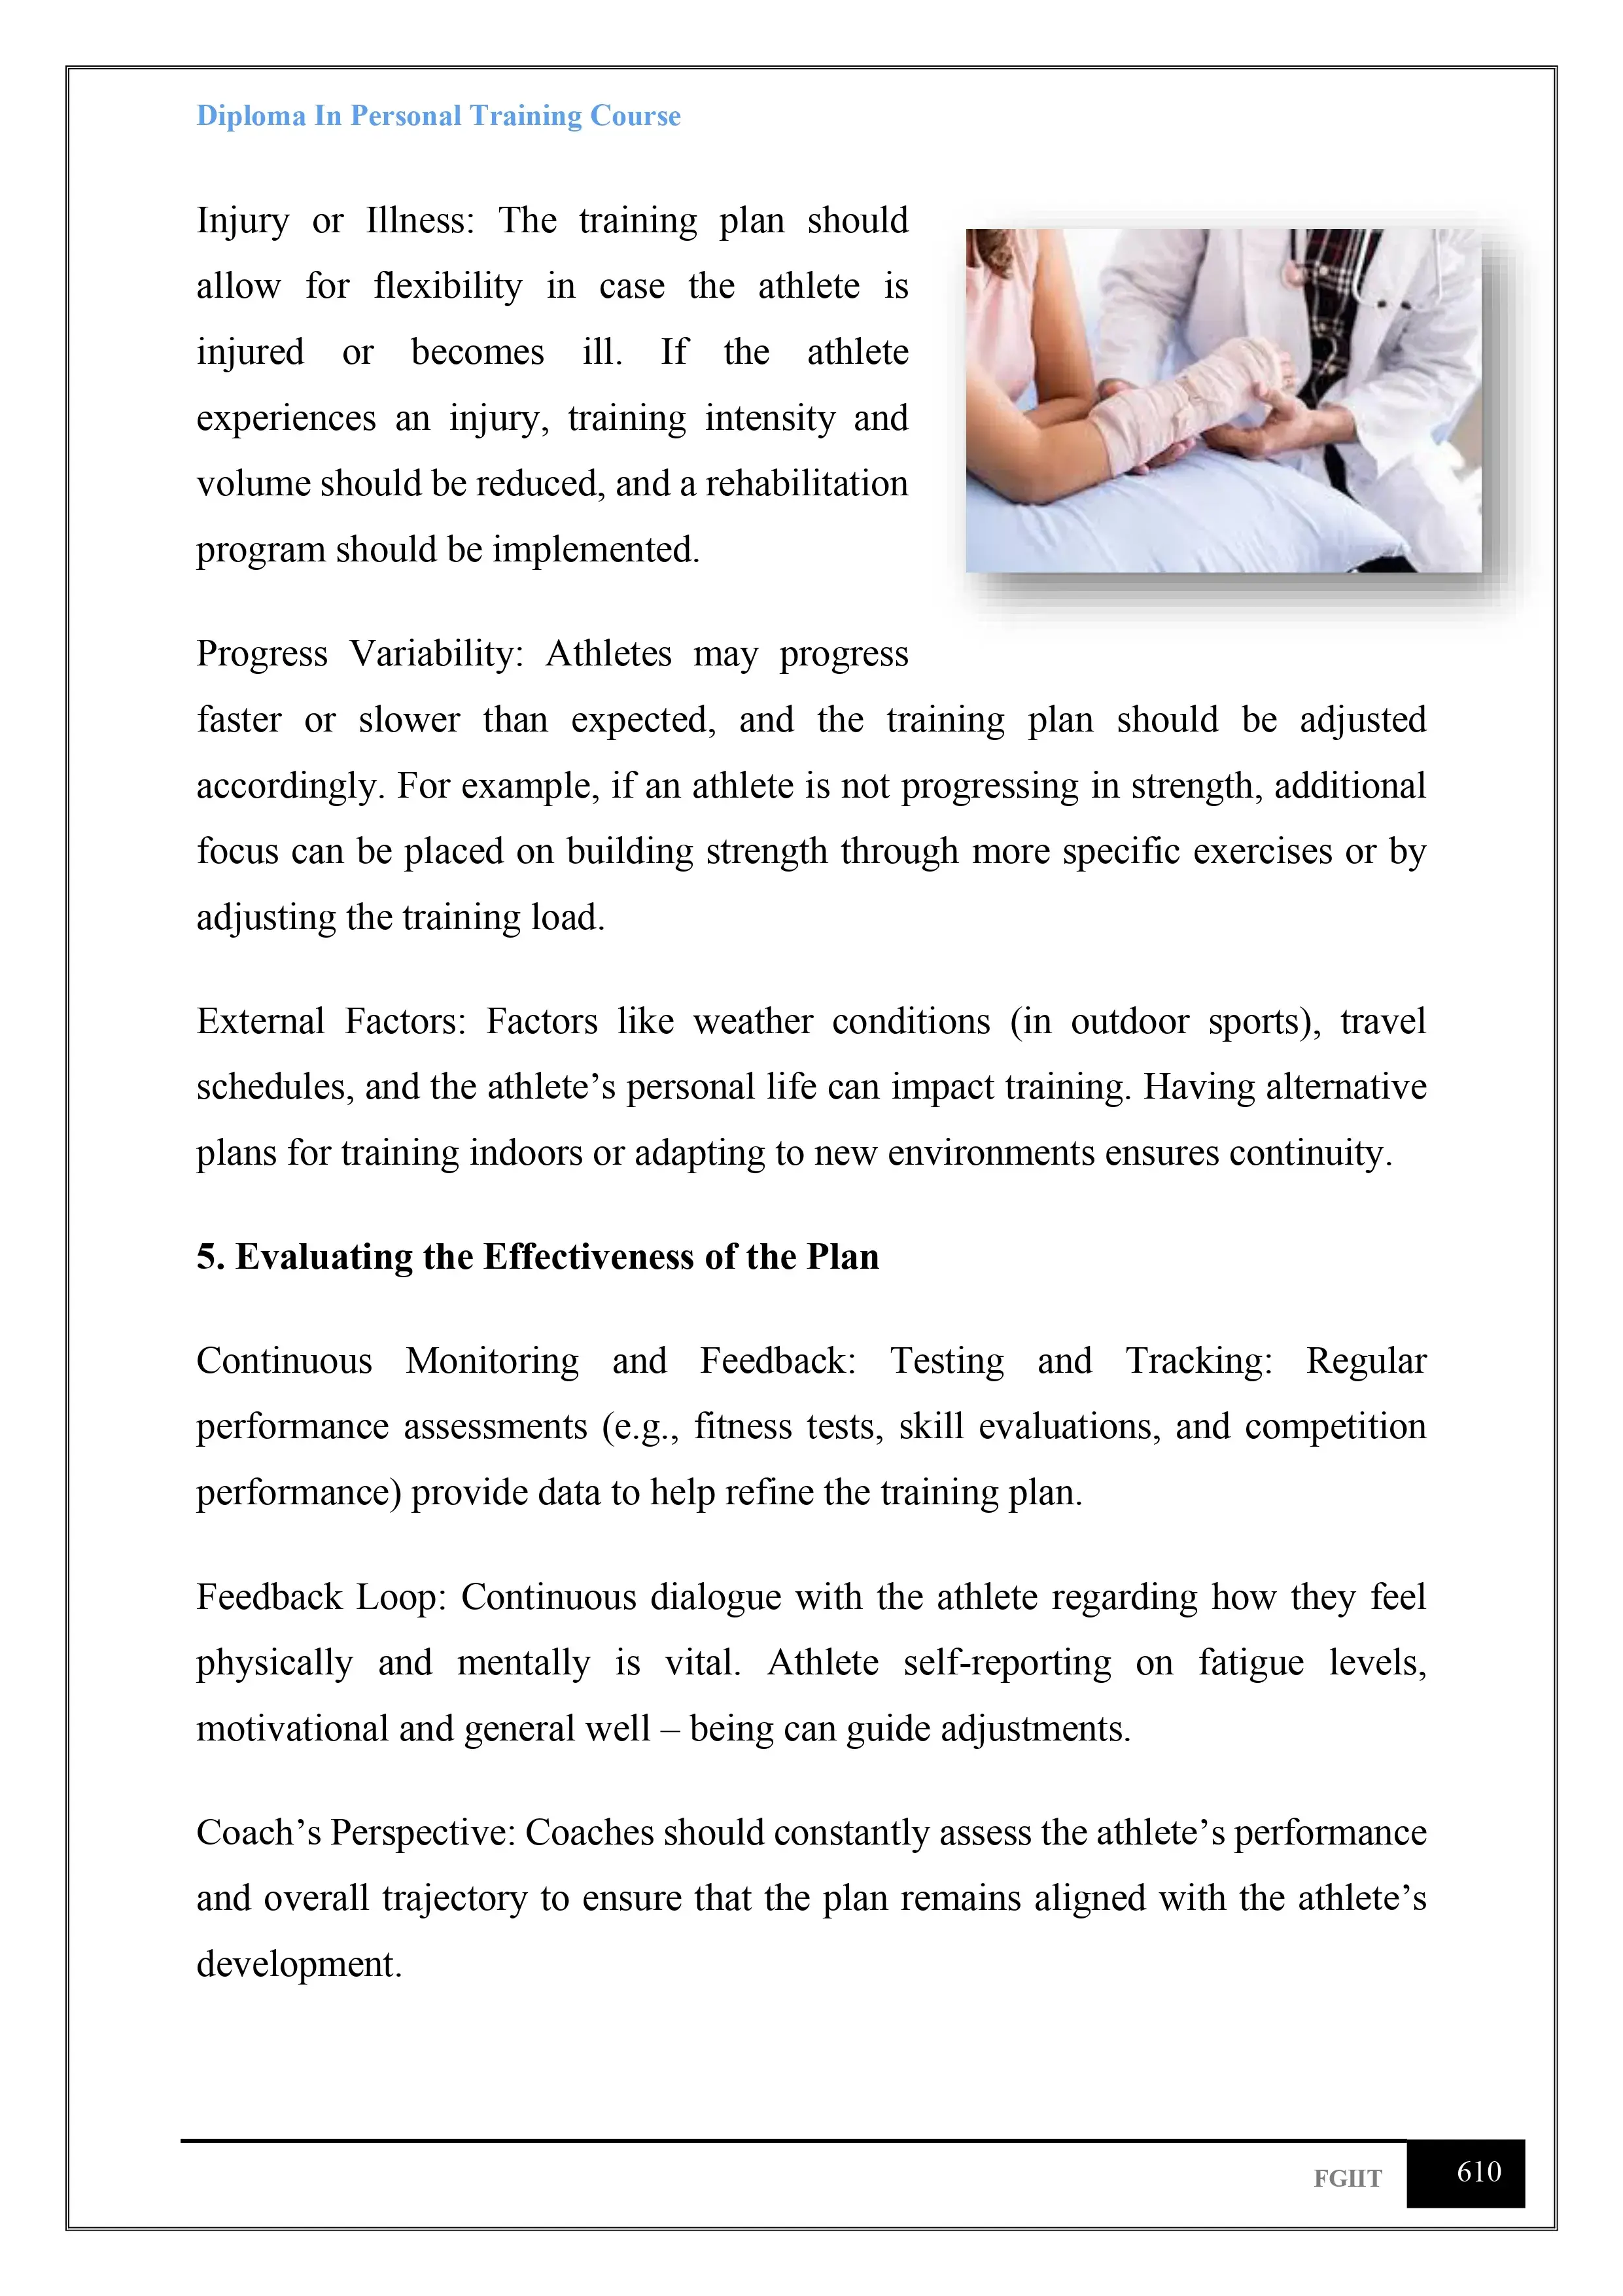 Diploma In Personal Training Course
Injury or Illness: The training plan should
allow for flexibility in case the athlete is
injured or becomes ill. If the athlete
experiences an injury, training intensity and
volume should be reduced, and a rehabilitation
program should be implemented.
Progress Variability: Athletes may progress
faster or slower than expected, and the training plan should be adjusted
accordingly. For example, if an athlete is not progressing in strength, additional
focus can be placed on building strength through more specific exercises or by
adjusting the training load.
External Factors: Factors like weather conditions (in outdoor sports), travel
schedules, and the athlete’s personal life can impact training. Having alternative
plans for training indoors or adapting to new environments ensures continuity.
5. Evaluating the Effectiveness of the Plan
Continuous Monitoring and Feedback: Testing and Tracking: Regular
performance assessments (e.g., fitness tests, skill evaluations, and competition
performance) provide data to help refine the training plan.
Feedback Loop: Continuous dialogue with the athlete regarding how they feel
physically and mentally is vital. Athlete self-reporting on fatigue levels,
motivational and general well – being can guide adjustments.
Coach’s Perspective: Coaches should constantly assess the athlete’s performance
and overall trajectory to ensure that the plan remains aligned with the athlete’s
development.
FGIIT
610